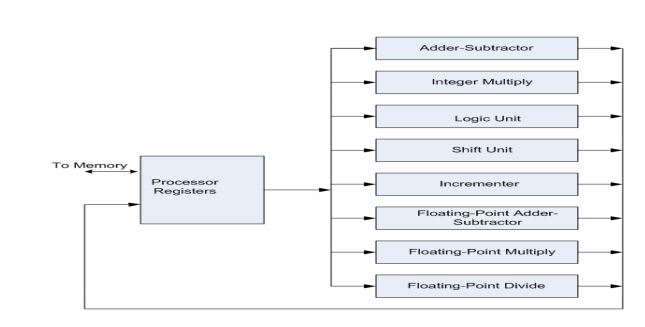 Adder-Subtractor
Integer Multiply
Logic Unit
Shift Unit
To Memory
Processor
Registers
Incrementer
Floating-Point Adder-
Subtractor
Floating-Point Multiply
Floating-Point Divide